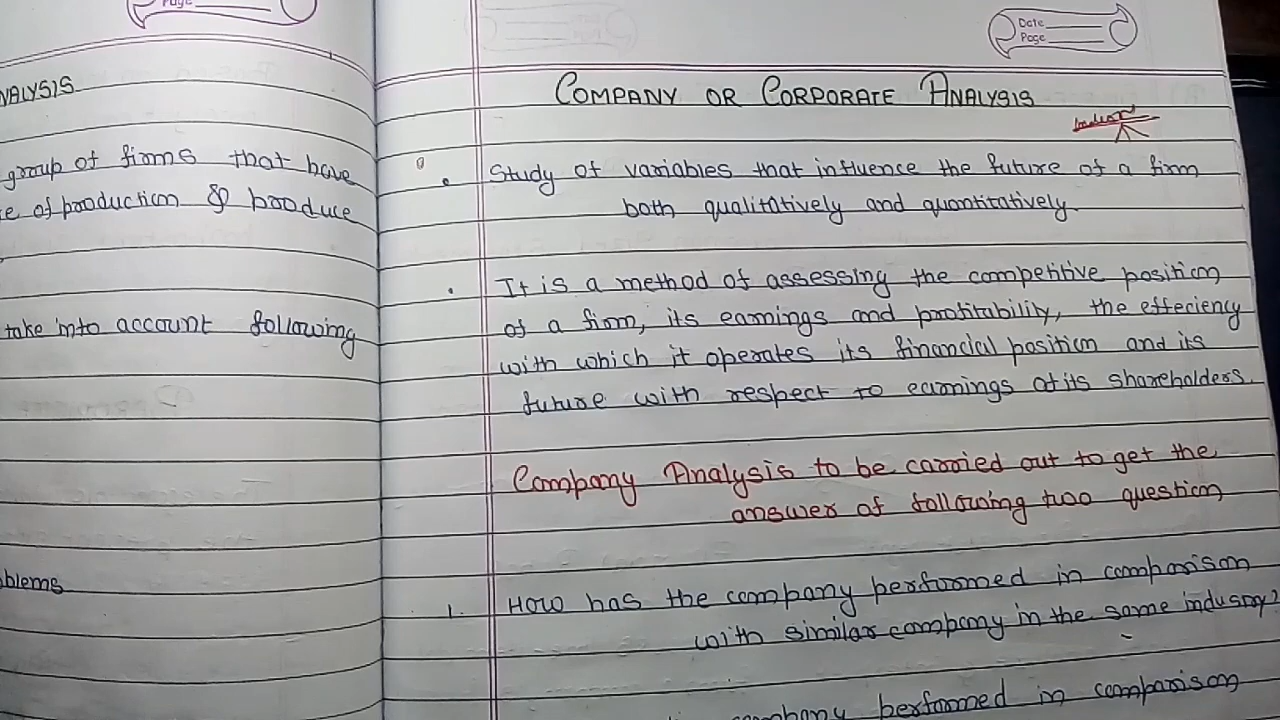 Page
NALYSIS
group of firms that have
e of production & produce
take into account following
blems
Date
Page
COMPANY OR CORPORATE ANALYSIS
Study of variables that influence the future of a firm
both qualitatively and quantitatively.
It is a method of assessing the competitive position
of a firm, its earnings and profitability, the effeciency
with which it operates its financial position and its
future with respect to earnings of its shareholders.
Company Analysis to be carried out to get the
answer of following two question
1. How has the company performed in comparison
with similar company in the same industry?
company performed in comparison